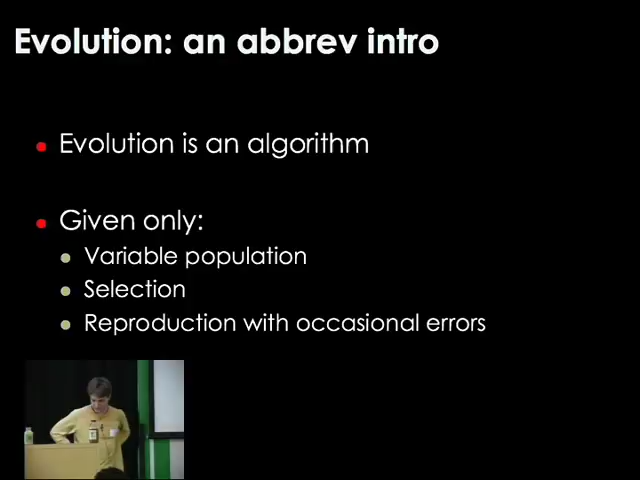 Evolution: an abbrev intro
Evolution is an algorithm
Given only:
Variable population
Selection
Reproduction with occasional errors